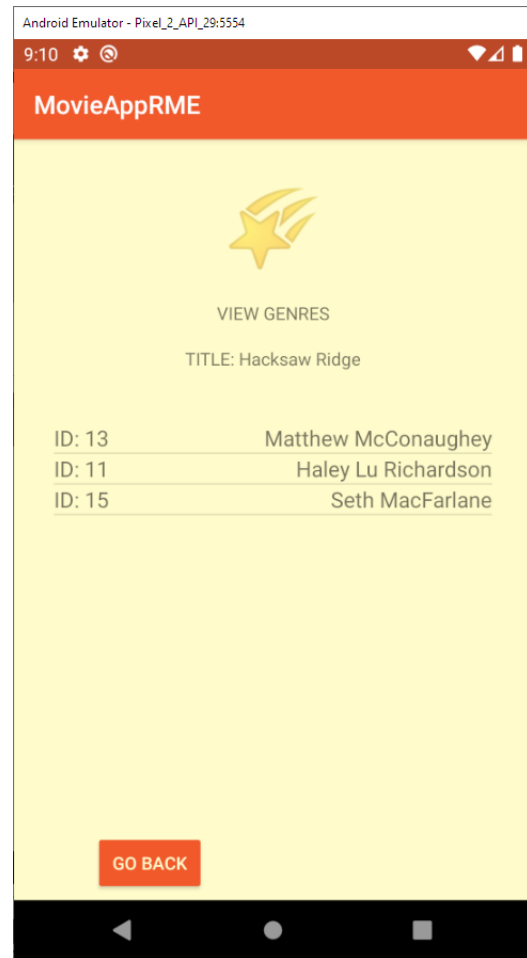 Android Emulator - Pixel_2_API_29:5554
9:10
MovieAppRME
VIEW GENRES
TITLE: Hacksaw Ridge
ID: 13 Matthew McConaughey
ID: 11 Haley Lu Richardson
ID: 15 Seth MacFarlane
GO BACK